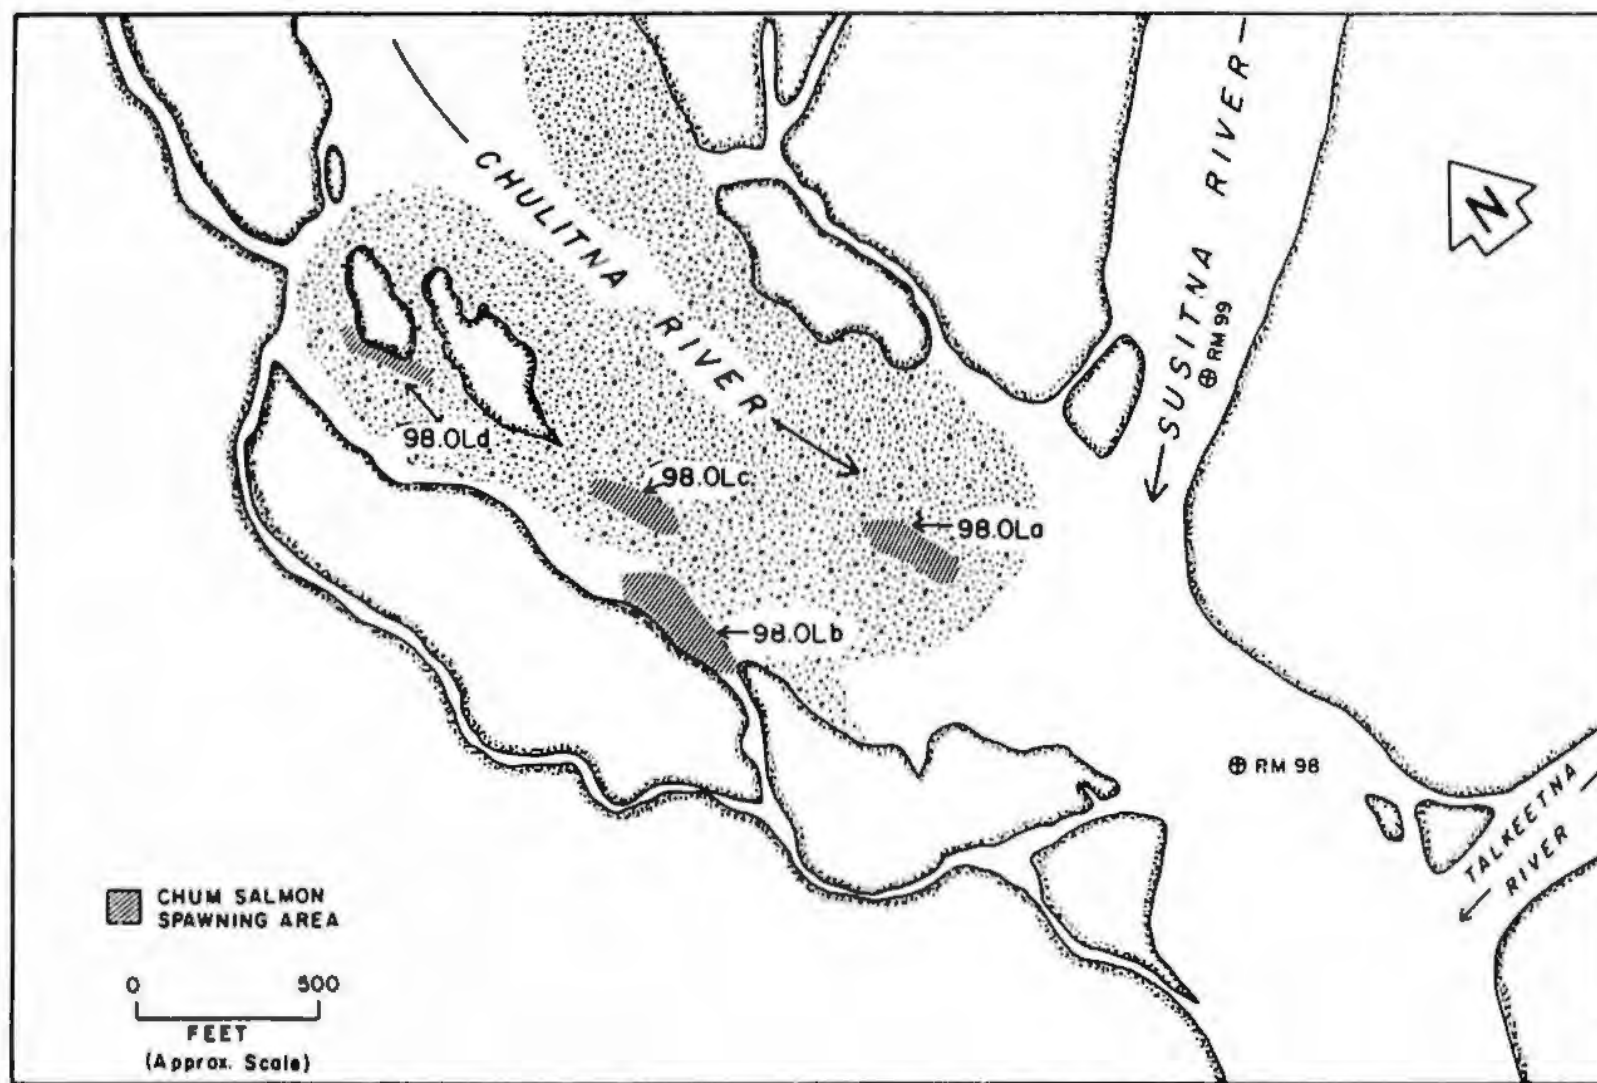 CHULITNA RIVER
SUSITNA RIVER
N
RM 99
98.0Ld
98.0Lc
98.0La
98.0Lb
RM 98
TALKEETNA
RIVER
CHUM SALMON
SPAWNING AREA
0 500
FEET
(Approx. Scale)